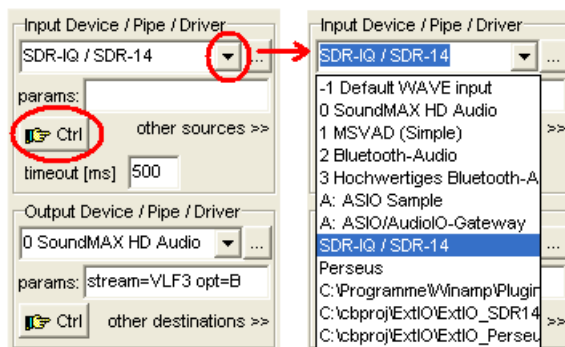 Input Device / Pipe / Driver
SDR-IQ / SDR-14
...
params:
Ctrl
other sources >>
timeout [ms]
500
Output Device / Pipe / Driver
0 SoundMAX HD Audio
...
params:
stream=VLF3 opt=B
Ctrl
other destinations >>
Input Device / Pipe / Driver
SDR-IQ / SDR-14
...
-1 Default WAVE input
0 SoundMAX HD Audio
1 MSVAD (Simple)
>>
2 Bluetooth-Audio
3 Hochwertiges Bluetooth-A
A: ASIO Sample
A: ASIO/AudioIO-Gateway
SDR-IQ / SDR-14
...
Perseus
C:\Programme\Winamp\Plugin
C:\cbproj\ExtIO\ExtIO_SDR14
>>
C:\cbproj\ExtIO\ExtIO_Perseu